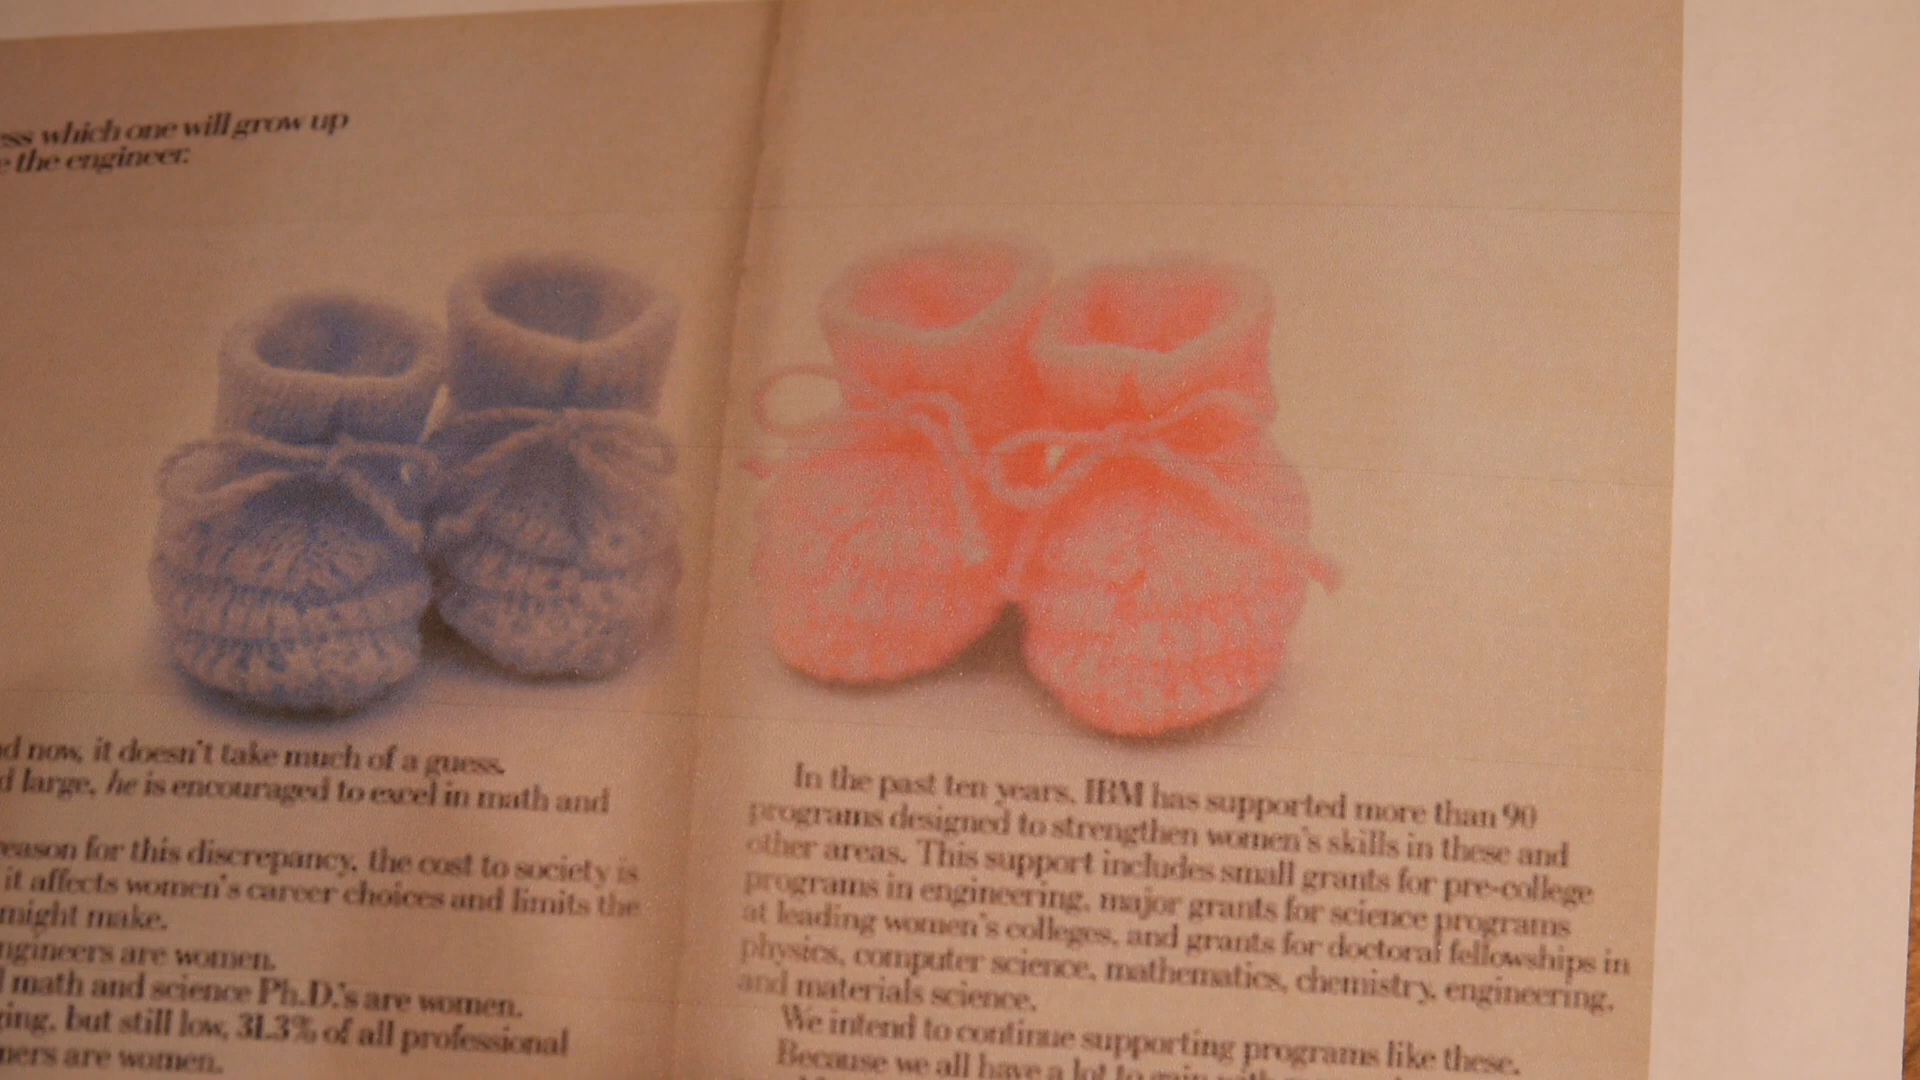 which one will grow up
the engineer.
now, it doesn't take much of a guess.
large, he is encouraged to excel in math and
reason for this discrepancy, the cost to society is
it affects women's career choices and limits the
might make.
engineers are women.
math and science Ph.D.'s are women.
but still low, 31.3% of all professional
are women.
In the past ten years, IBM has supported more than 90
programs designed to strengthen women's skills in these and
other areas. This support includes small grants for pre-college
programs in engineering, major grants for science programs
at leading women's colleges, and grants for doctoral fellowships in
physics, computer science, mathematics, chemistry, engineering,
and materials science.
We intend to continue supporting programs like these.
Because we all have a lot to gain